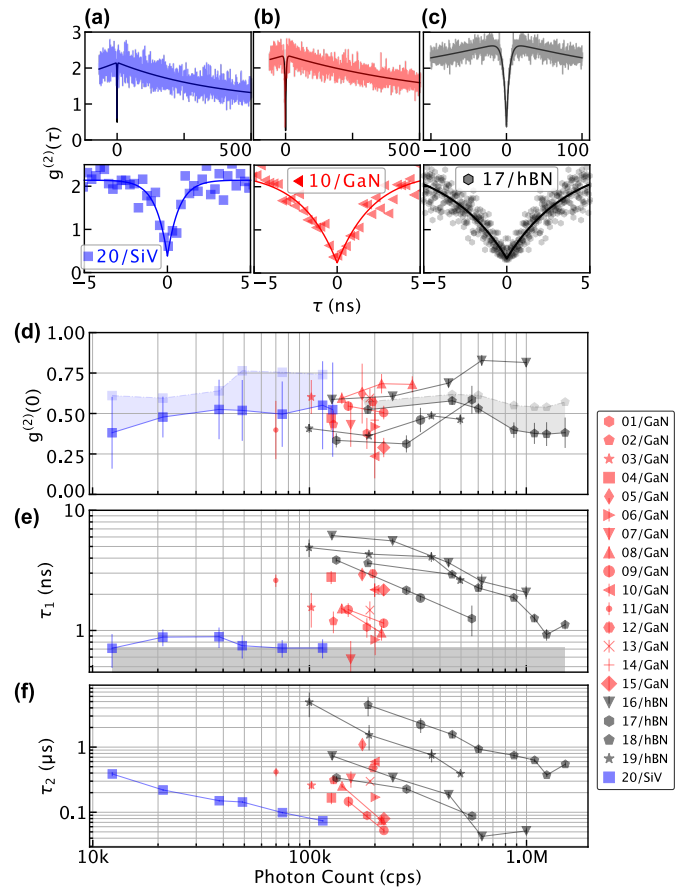 (a) (b) (c)
3
2
1
0
0 500 0 500 −100 0 100
g(2)(τ)
2
1
0
20/SiV
10/GaN
17/hBN
−5 0 5 −5 0 5 −5 0 5
τ (ns)
(d)
1.00
0.75
0.50
0.25
0.00
g(2)(0)
(e)
10
1
τ1 (ns)
(f)
1
0.1
τ2 (µs)
10k 100k 1.0M
Photon Count (cps)
01/GaN
02/GaN
03/GaN
04/GaN
05/GaN
06/GaN
07/GaN
08/GaN
09/GaN
10/GaN
11/GaN
12/GaN
13/GaN
14/GaN
15/GaN
16/hBN
17/hBN
18/hBN
19/hBN
20/SiV